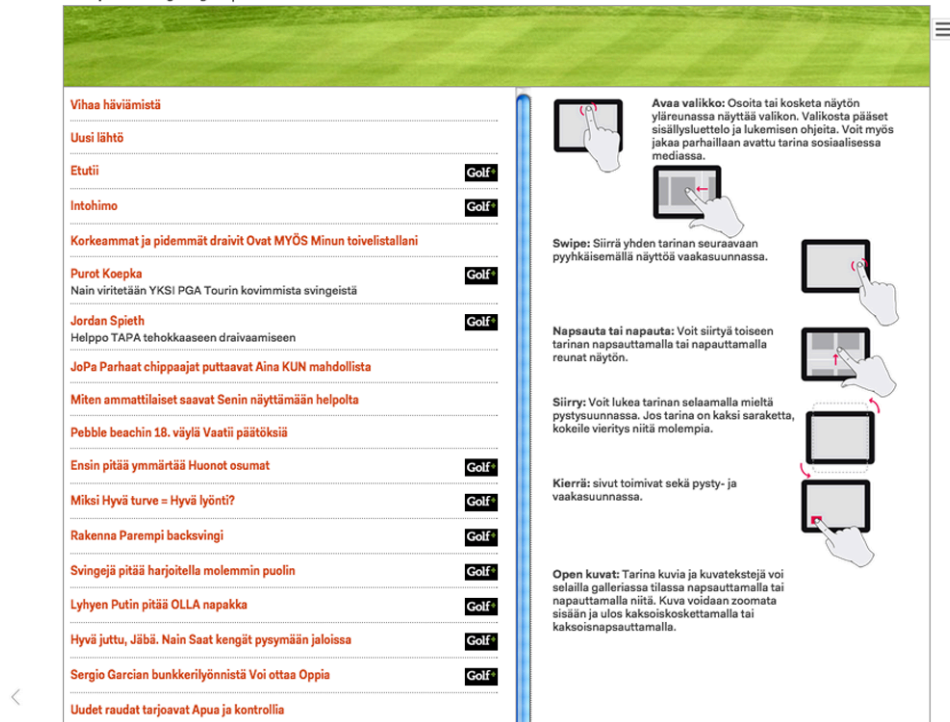 Vihaa häviämistä
Uusi lähtö
Etutii
Golf+
Intohimo
Golf+
Korkeammat ja pidemmät draivit Ovat MYÖS Minun toivelistallani
Purot Koepka
Golf+
Nain viritetään YKSI PGA Tourin kovimmista svingeistä
Jordan Spieth
Golf+
Helppo TAPA tehokkaaseen draivaamiseen
JoPa Parhaat chippaajat puttaavat Aina KUN mahdollista
Miten ammattilaiset saavat Senin näyttämään helpolta
Pebble beachin 18. väylä Vaatii päätöksiä
Ensin pitää ymmärtää Huonot osumat
Golf+
Miksi Hyvä turve = Hyvä lyönti?
Golf+
Rakenna Parempi backsvingi
Golf+
Svingejä pitää harjoitella molemmin puolin
Golf+
Lyhyen Putin pitää OLLA napakka
Golf+
Hyvä juttu, Jäbä. Nain Saat kengät pysymään jaloissa
Golf+
Sergio Garcian bunkkerilyönnistä Voi ottaa Oppia
Golf+
Uudet raudat tarjoavat Apua ja kontrollia
Avaa valikko: Osoita tai kosketa näytön
yläreunassa näyttää valikon. Valikosta pääset
sisällysluettelo ja lukemisen ohjeita. Voit myös
jakaa parhaillaan avattu tarina sosiaalisessa
mediassa.
Swipe: Siirrä yhden tarinan seuraavaan
pyyhkäisemällä näyttöä vaakasuunnassa.
Napsauta tai napauta: Voit siirtyä toiseen
tarinan napsauttamalla tai napauttamalla
reunat näytön.
Siirry: Voit lukea tarinan selaamalla mieltä
pystysuunnassa. Jos tarina on kaksi saraketta,
kokeile vieritys niitä molempia.
Kierrä: sivut toimivat sekä pysty- ja
vaakasuunnassa.
Open kuvat: Tarina kuvia ja kuvatekstejä voi
selailla galleriassa tilassa napsauttamalla tai
napauttamalla niitä. Kuva voidaan zoomata
sisään ja ulos kaksoiskoskettamalla tai
kaksoisnapsauttamalla.